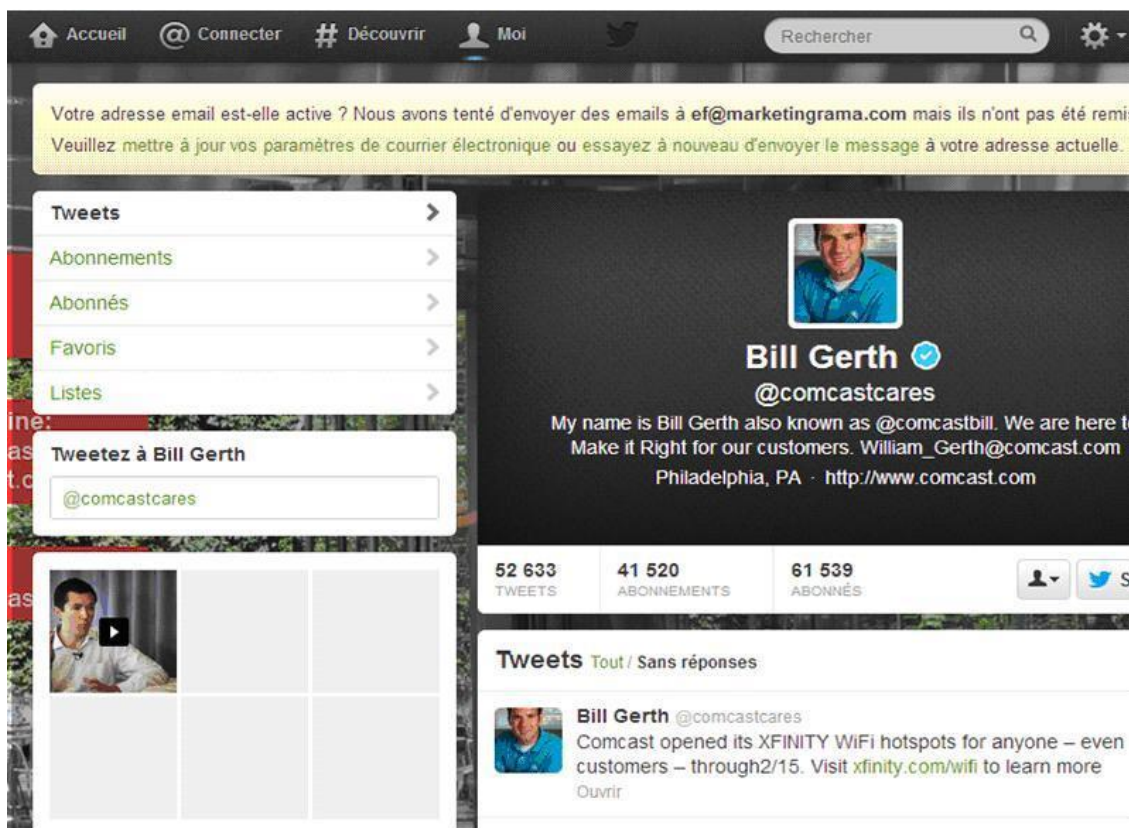 Accueil
Connecter
Découvrir
Moi
Rechercher
Votre adresse email est-elle active ? Nous avons tenté d'envoyer des emails à ef@marketingrama.com mais ils n'ont pas été remi
Veuillez mettre à jour vos paramètres de courrier électronique ou essayez à nouveau d'envoyer le message à votre adresse actuelle.
Tweets
Abonnements
Abonnés
Favoris
Listes
ine:
as
t.c
as
Tweetez à Bill Gerth
@comcastcares
Bill Gerth
@comcastcares
My name is Bill Gerth also known as @comcastbill. We are here t
Make it Right for our customers. William_Gerth@comcast.com
Philadelphia, PA · http://www.comcast.com
52 633 41 520 61 539
TWEETS ABONNEMENTS ABONNÉS
S
Tweets Tout / Sans réponses
Bill Gerth @comcastcares
Comcast opened its XFINITY WiFi hotspots for anyone – even
customers – through2/15. Visit xfinity.com/wifi to learn more
Ouvrir